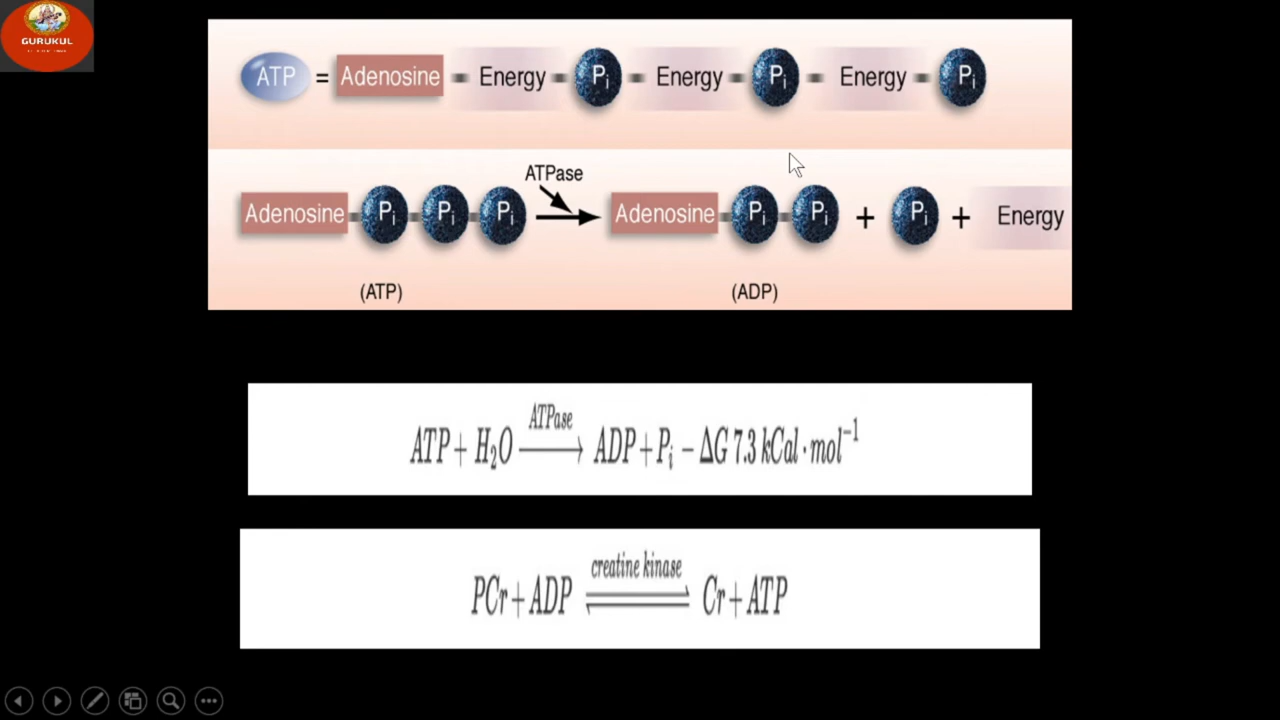 GURUKUL
ATP = Adenosine Energy Pi Energy Pi Energy Pi
ATPase
Adenosine Pi Pi Pi Adenosine Pi Pi + Pi + Energy
(ATP) (ADP)
ATPase
ATP + H₂O ⟶ ADP + Pi − ΔG 7.3 kCal · mol⁻¹
creatine kinase
PCr + ADP ⇌ Cr + ATP